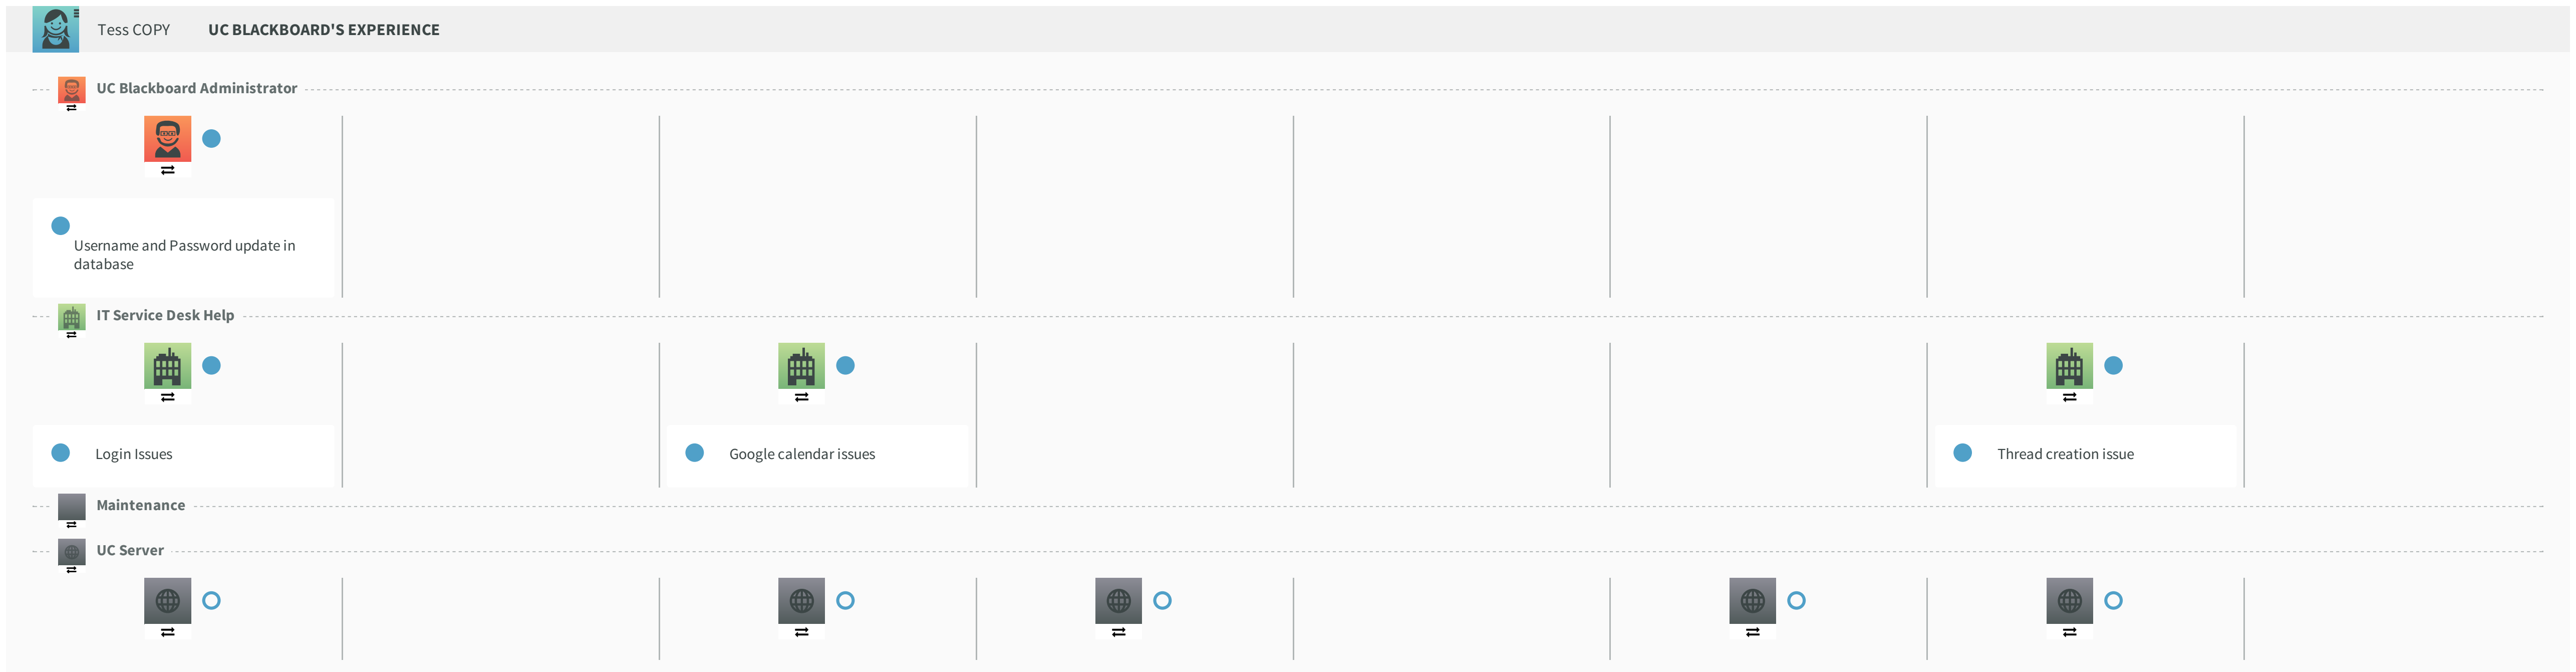 Tess COPY
UC BLACKBOARD'S EXPERIENCE
UC Blackboard Administrator
Username and Password update in
database
IT Service Desk Help
Login Issues
Google calendar issues
Thread creation issue
Maintenance
UC Server